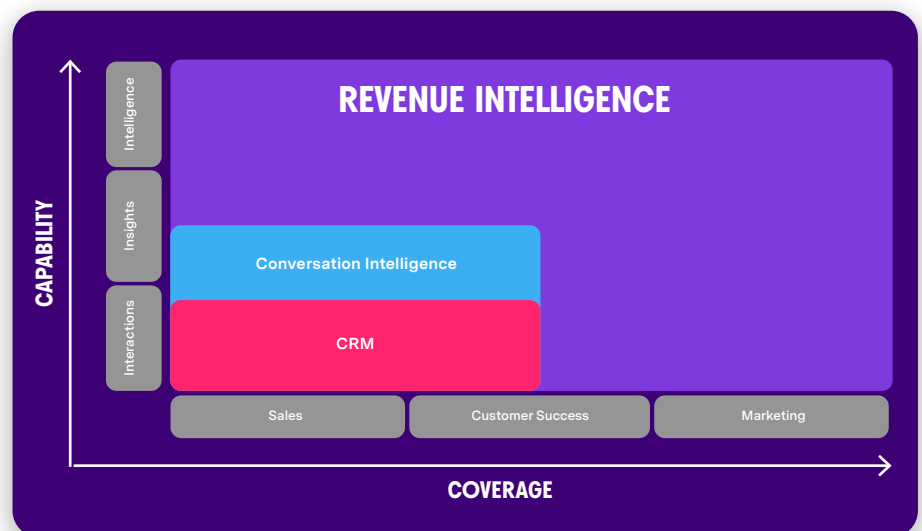 REVENUE INTELLIGENCE
Intelligence
Insights
Interactions
CAPABILITY
Conversation Intelligence
CRM
Sales
Customer Success
Marketing
COVERAGE